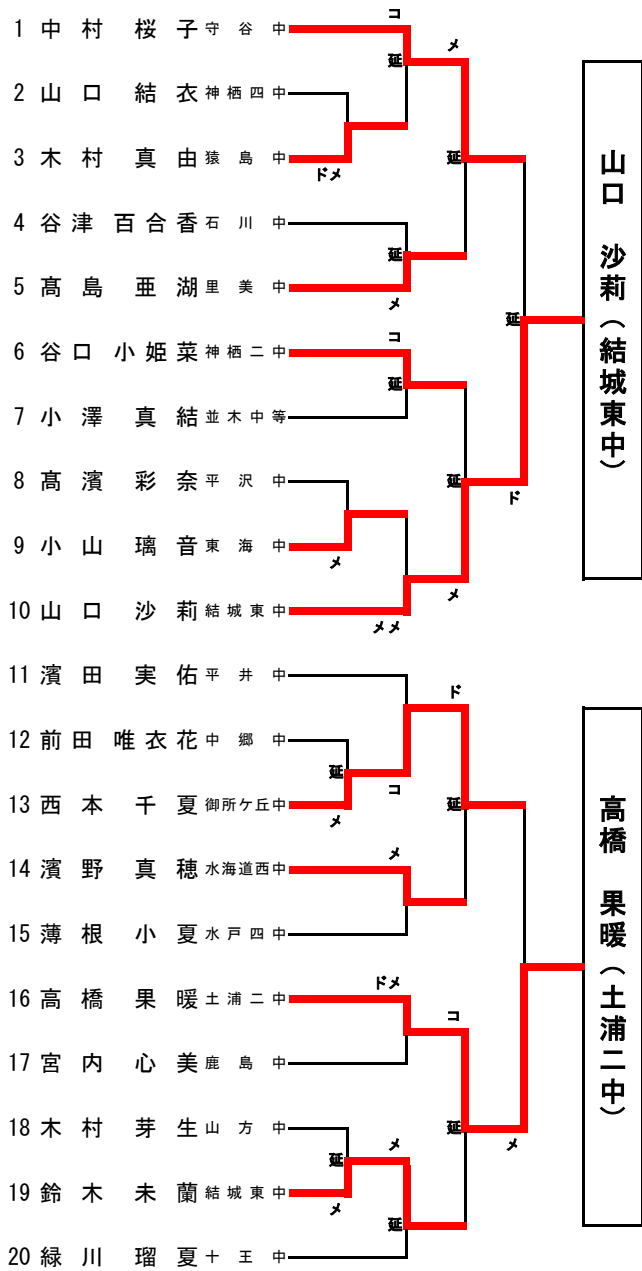 1 中村 桜子 守谷中
2 山口 結衣 神栖四中
3 木村 真由 猿島中
4 谷津 百合香 石川中
5 髙島 亜湖 里美中
6 谷口 小姫菜 神栖二中
7 小澤 真結 並木中等
8 髙濱 彩奈 平沢中
9 小山 璃音 東海中
10 山口 沙莉 結城東中
11 濱田 実佑 平井中
12 前田 唯衣花 中郷中
13 西本 千夏 御所ケ丘中
14 濱野 真穂 水海道西中
15 薄根 小夏 水戸四中
16 高橋 果暖 土浦二中
17 宮内 心美 鹿島中
18 木村 芽生 山方中
19 鈴木 未蘭 結城東中
20 緑川 瑠夏 十王中
延
延
コ
延
ドメ
延
メ
コ
延
メ
メメ
延
メ
コ
メ
ドメ
延
メ
メ
延
メ
延
延
メ
ド
延
コ
延
延
ド
メ
山口 沙莉（結城東中）
高橋 果暖（土浦二中）